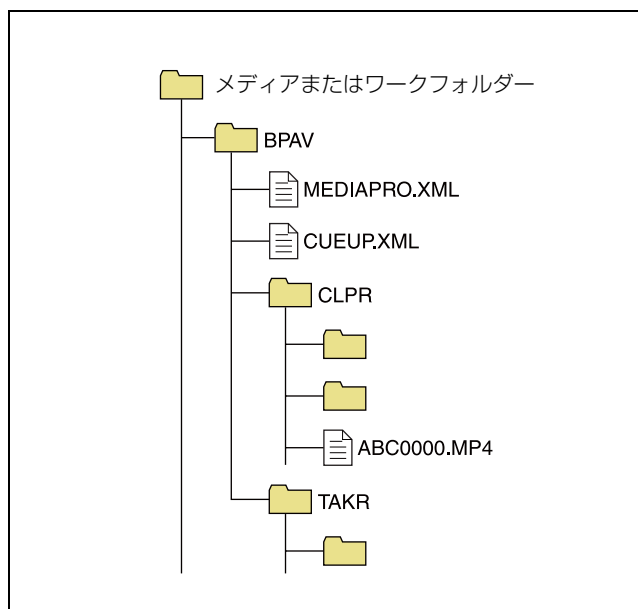 メディアまたはワークフォルダー
BPAV
MEDIAPRO.XML
CUEUP.XML
CLPR
ABC0000.MP4
TAKR